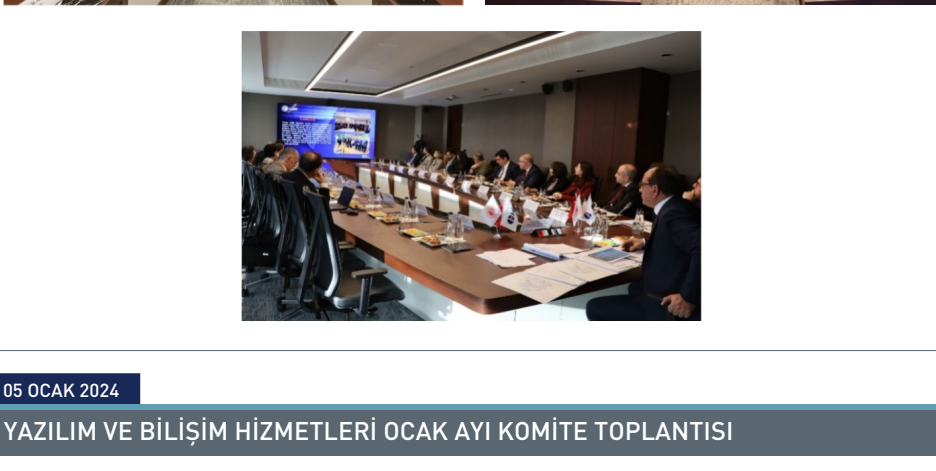 05 OCAK 2024
YAZILIM VE BİLİŞİM HİZMETLERİ OCAK AYI KOMİTE TOPLANTISI